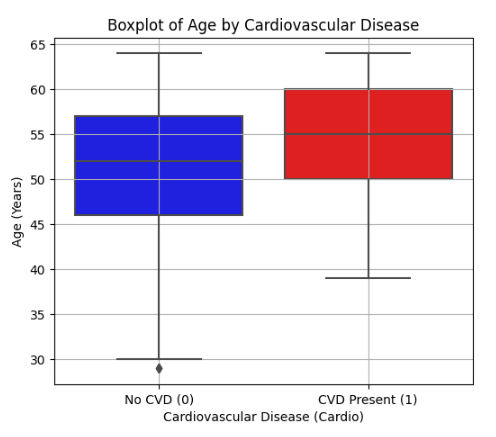 Boxplot of Age by Cardiovascular Disease
65
60
55
50
45
40
35
30
Age (Years)
No CVD (0)
CVD Present (1)
Cardiovascular Disease (Cardio)